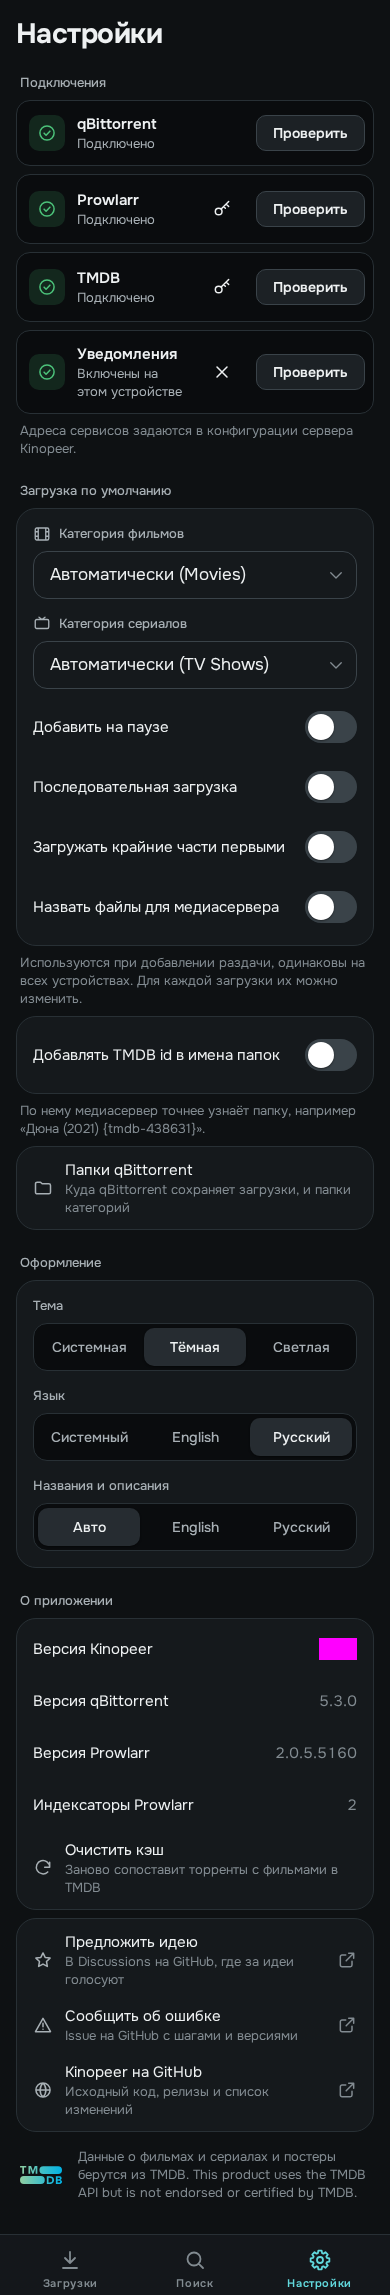 Настройки
Подключения
qBittorrent
Подключено
Проверить
Prowlarr
Подключено
Проверить
TMDB
Подключено
Проверить
Уведомления
Включены на
этом устройстве
Проверить
Адреса сервисов задаются в конфигурации сервера
Kinopeer.
Загрузка по умолчанию
Категория фильмов
Автоматически (Movies)
Категория сериалов
Автоматически (TV Shows)
Добавить на паузе
Последовательная загрузка
Загружать крайние части первыми
Назвать файлы для медиасервера
Используются при добавлении раздачи, одинаковы на
всех устройствах. Для каждой загрузки их можно
изменить.
Добавлять TMDB id в имена папок
По нему медиасервер точнее узнаёт папку, например
«Дюна (2021) {tmdb-438631}».
Папки qBittorrent
Куда qBittorrent сохраняет загрузки, и папки
категорий
Оформление
Тема
Системная Тёмная Светлая
Язык
Системный English Русский
Названия и описания
Авто English Русский
О приложении
Версия Kinopeer
Версия qBittorrent 5.3.0
Версия Prowlarr 2.0.5.5160
Индексаторы Prowlarr 2
Очистить кэш
Заново сопоставит торренты с фильмами в
TMDB
Предложить идею
В Discussions на GitHub, где за идеи
голосуют
Сообщить об ошибке
Issue на GitHub с шагами и версиями
Kinopeer на GitHub
Исходный код, релизы и список
изменений
TMDB
Данные о фильмах и сериалах и постеры
берутся из TMDB. This product uses the TMDB
API but is not endorsed or certified by TMDB.
Загрузки Поиск Настройки